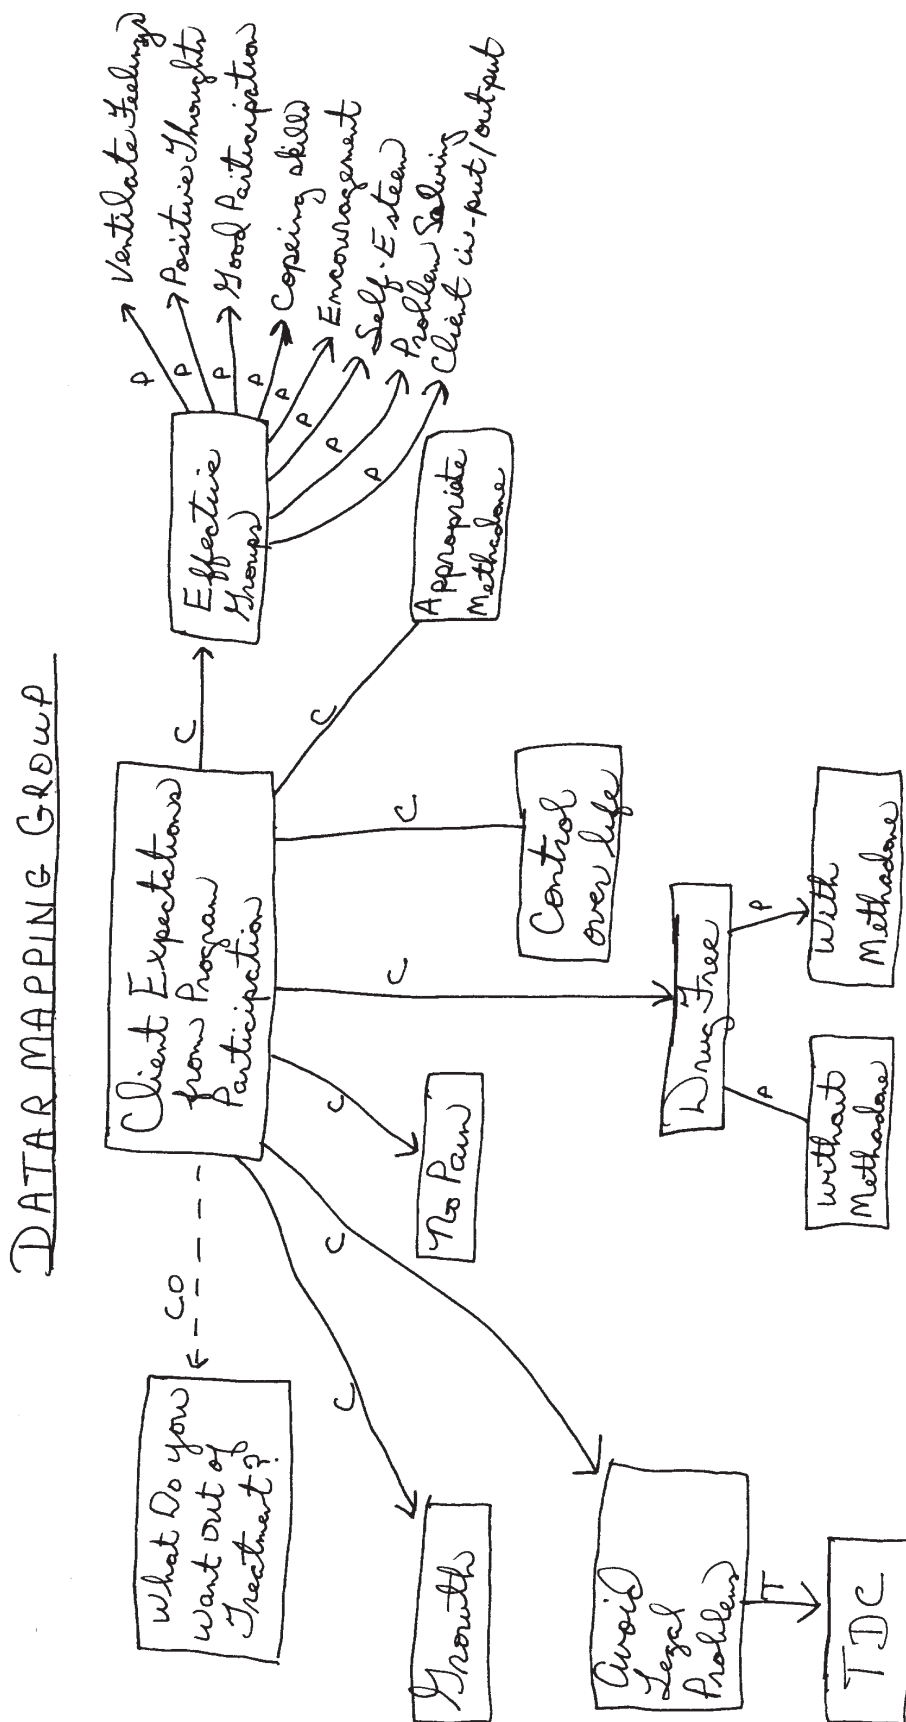 DATAR MAPPING GROUP
What Do you
Want out of
Treatment?
CO
Client Expectations
from Program
Participation
C
Effective
Groups
P
Ventilate Feelings
P
Positive Thoughts
P
Good Participation
P
Copeing skills
P
Encouragement
P
Self-Esteem
P
Problem Solving
P
Client in-put/output
C
Growth
C
Avoid
Legal
Problems
T
TDC
C
No Pain
C
Drug Free
P
without
Methadone
P
With
Methadone
C
Control
over life
C
Appropriate
Methadone